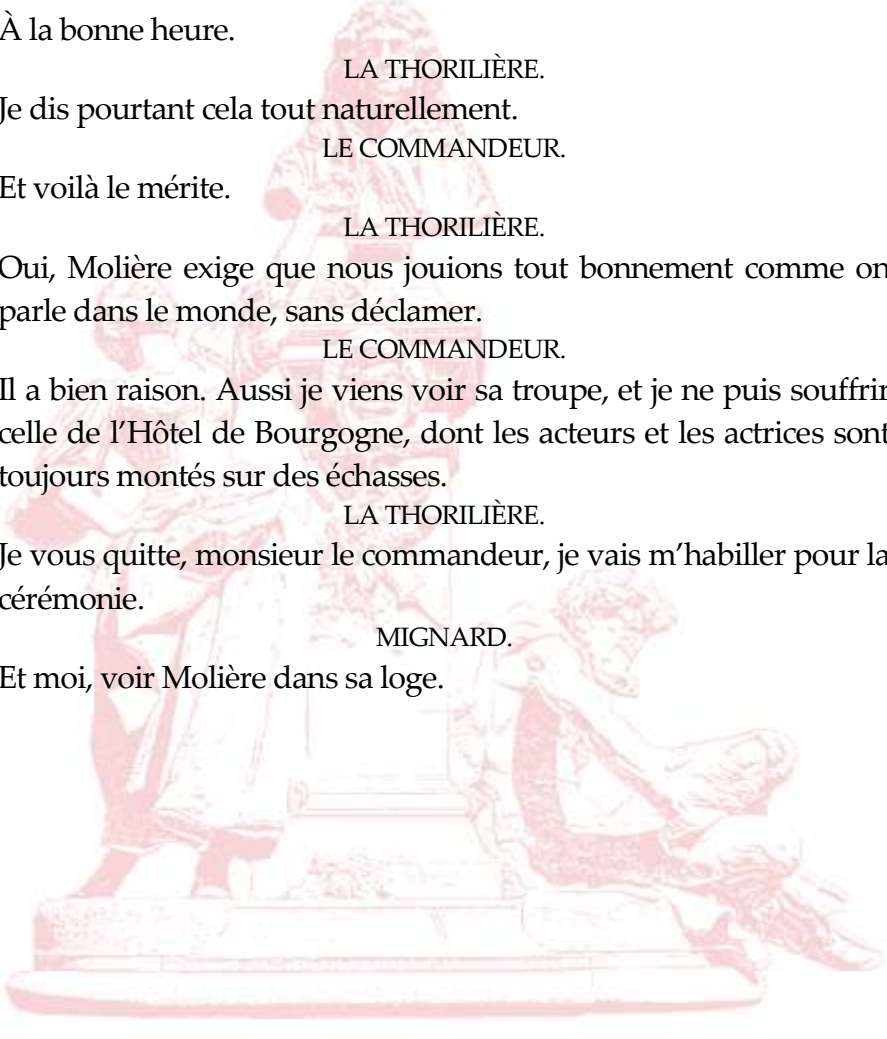 À la bonne heure.
LA THORILIÈRE.
Je dis pourtant cela tout naturellement.
LE COMMANDEUR.
Et voilà le mérite.
LA THORILIÈRE.
Oui, Molière exige que nous jouions tout bonnement comme on
parle dans le monde, sans déclamer.
LE COMMANDEUR.
Il a bien raison. Aussi je viens voir sa troupe, et je ne puis souffrir
celle de l’Hôtel de Bourgogne, dont les acteurs et les actrices sont
toujours montés sur des échasses.
LA THORILIÈRE.
Je vous quitte, monsieur le commandeur, je vais m’habiller pour la
cérémonie.
MIGNARD.
Et moi, voir Molière dans sa loge.